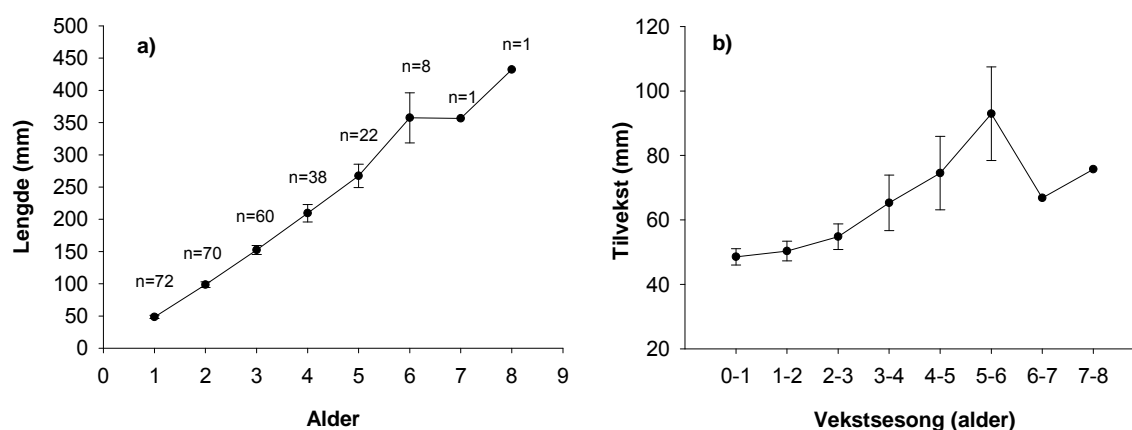 a)
Lengde (mm)
500
450
400
350
300
250
200
150
100
50
0
n=72
n=70
n=60
n=38
n=22
n=8
n=1
n=1
0 1 2 3 4 5 6 7 8 9
Alder
b)
Tilvekst (mm)
120
100
80
60
40
20
0-1 1-2 2-3 3-4 4-5 5-6 6-7 7-8
Vekstsesong (alder)